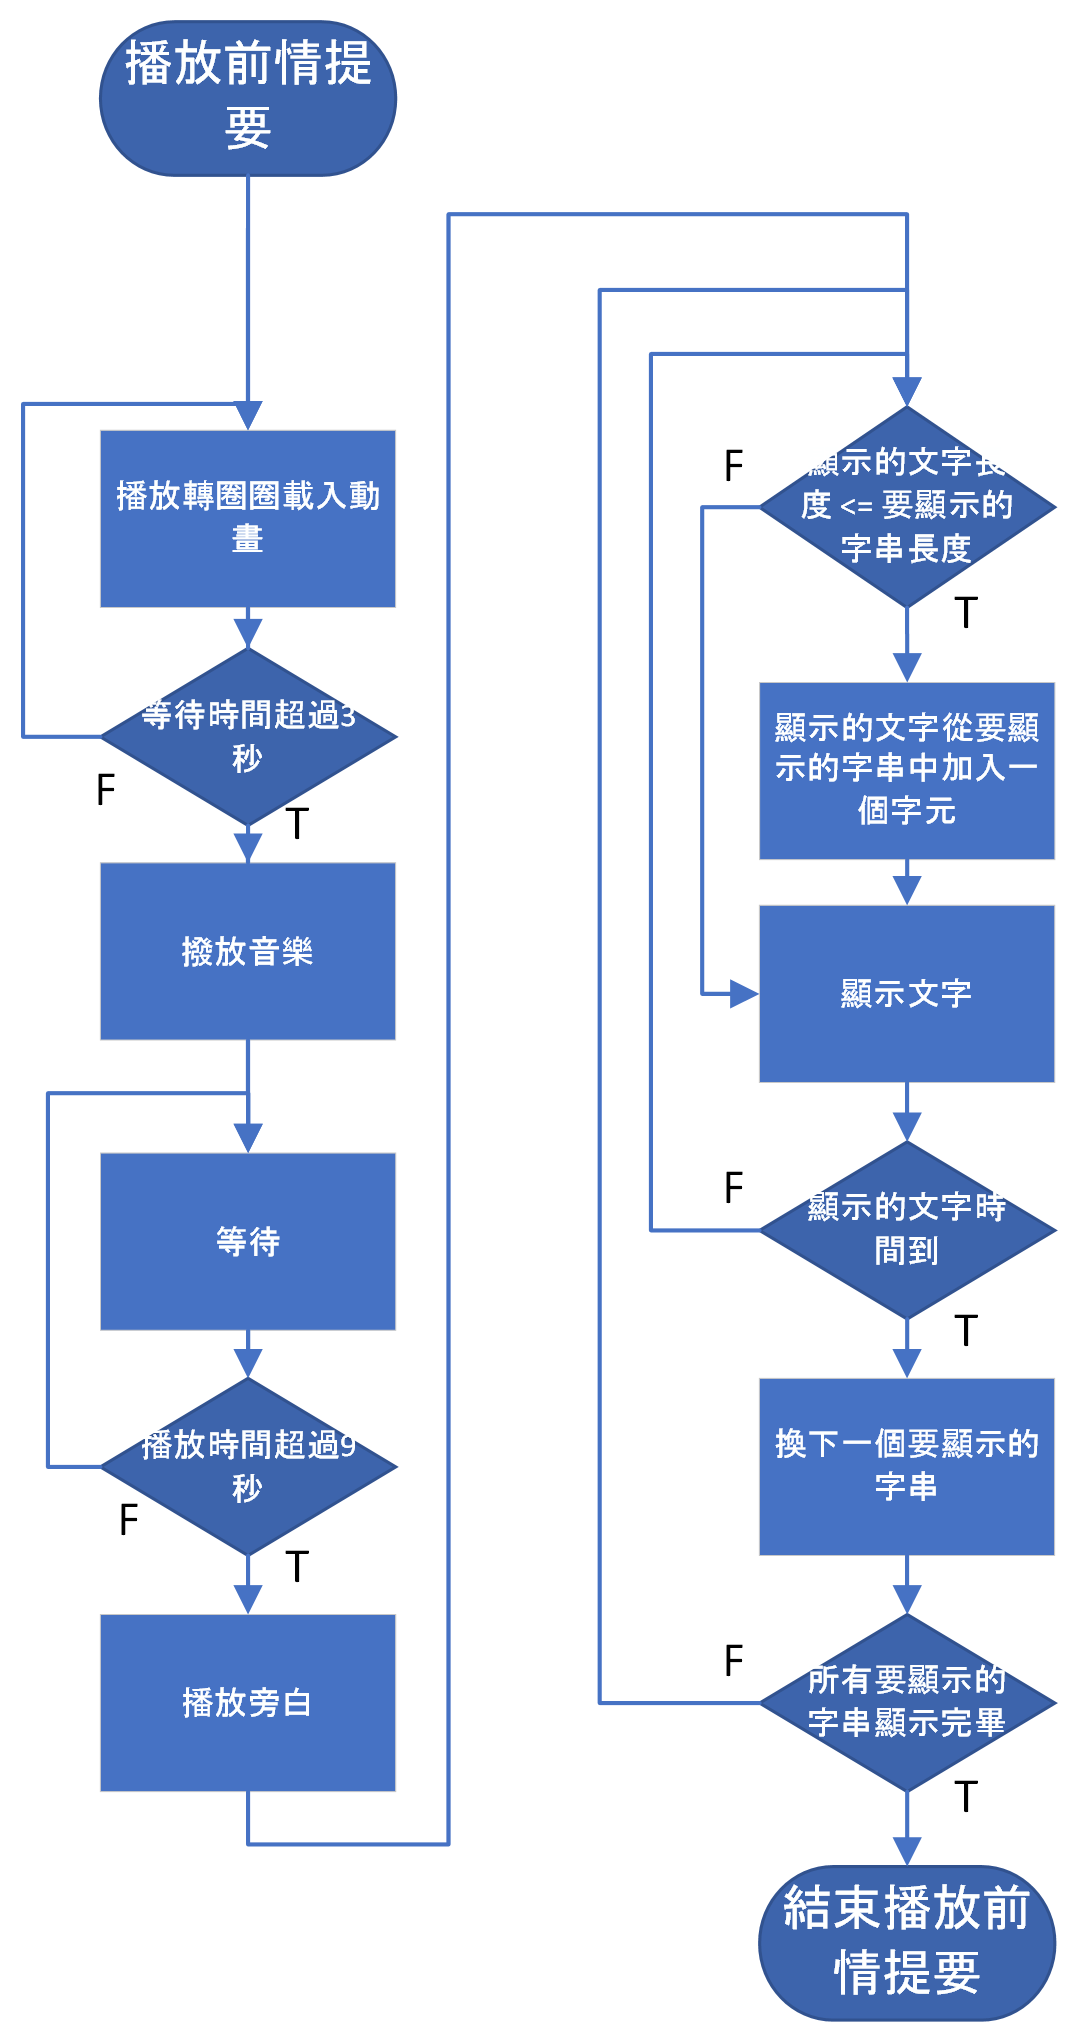 播放前情提
要
播放轉圈圈載入動
畫
等待時間超過3
秒
F
T
撥放音樂
等待
播放時間超過9
秒
F
T
播放旁白
顯示的文字長
度 <= 要顯示的
字串長度
F
T
顯示的文字從要顯
示的字串中加入一
個字元
顯示文字
顯示的文字時
間到
F
T
換下一個要顯示的
字串
所有要顯示的
字串顯示完畢
F
T
結束播放前
情提要